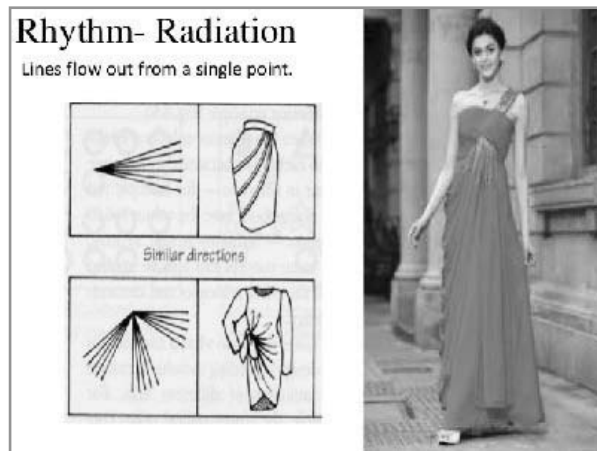 Rhythm- Radiation
Lines flow out from a single point.
Similar directions